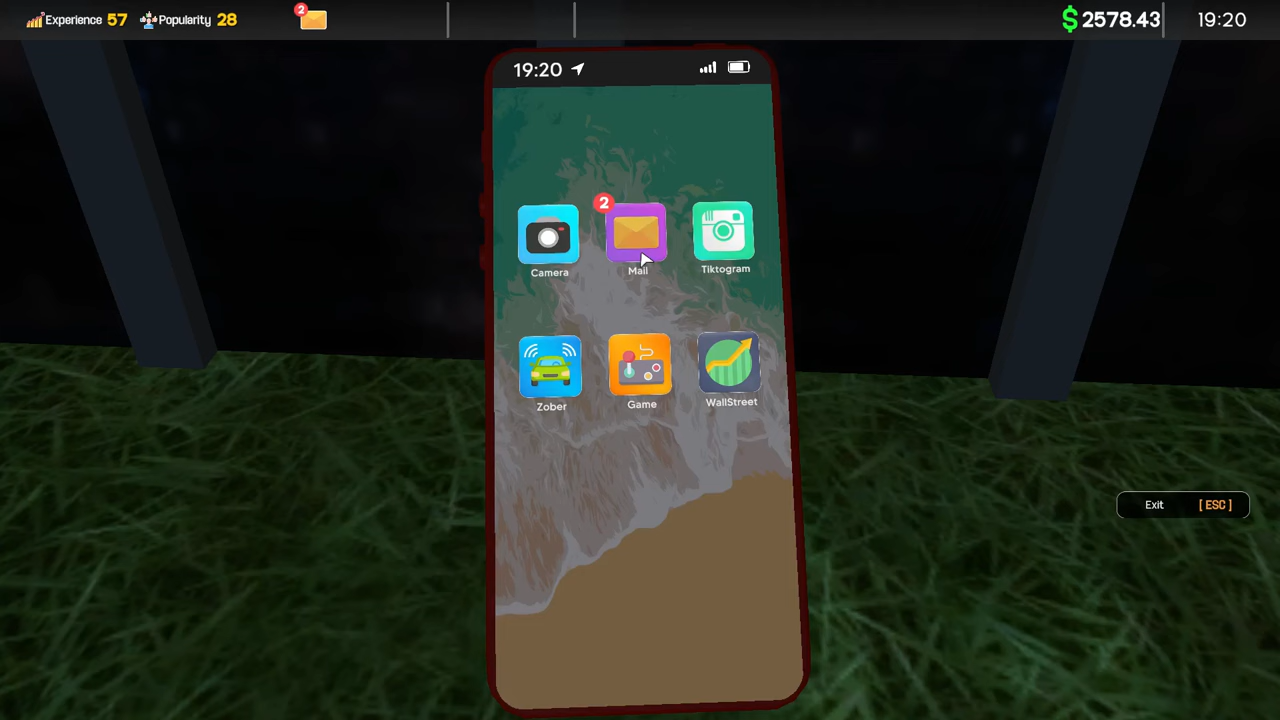 Experience 57 Popularity 28 2 $ 2578.43 19:20
19:20
2
Camera Mail Tiktogram
Zober Game WallStreet
Exit [ ESC ]